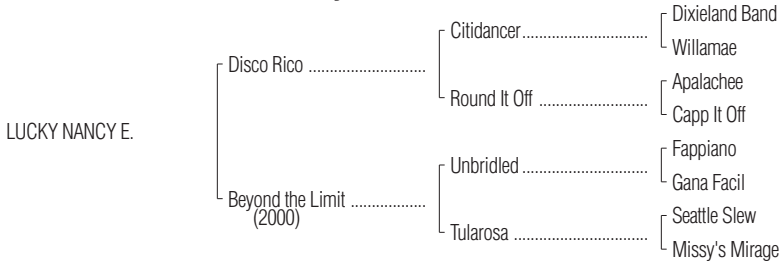 Dixieland Band
Citidancer..............................
Willamae
Disco Rico ............................
Apalachee
Round It Off ..........................
Capp It Off
LUCKY NANCY E.
Fappiano
Unbridled ..............................
Gana Facil
Beyond the Limit ..................
(2000)
Seattle Slew
Tularosa ................................
Missy's Mirage